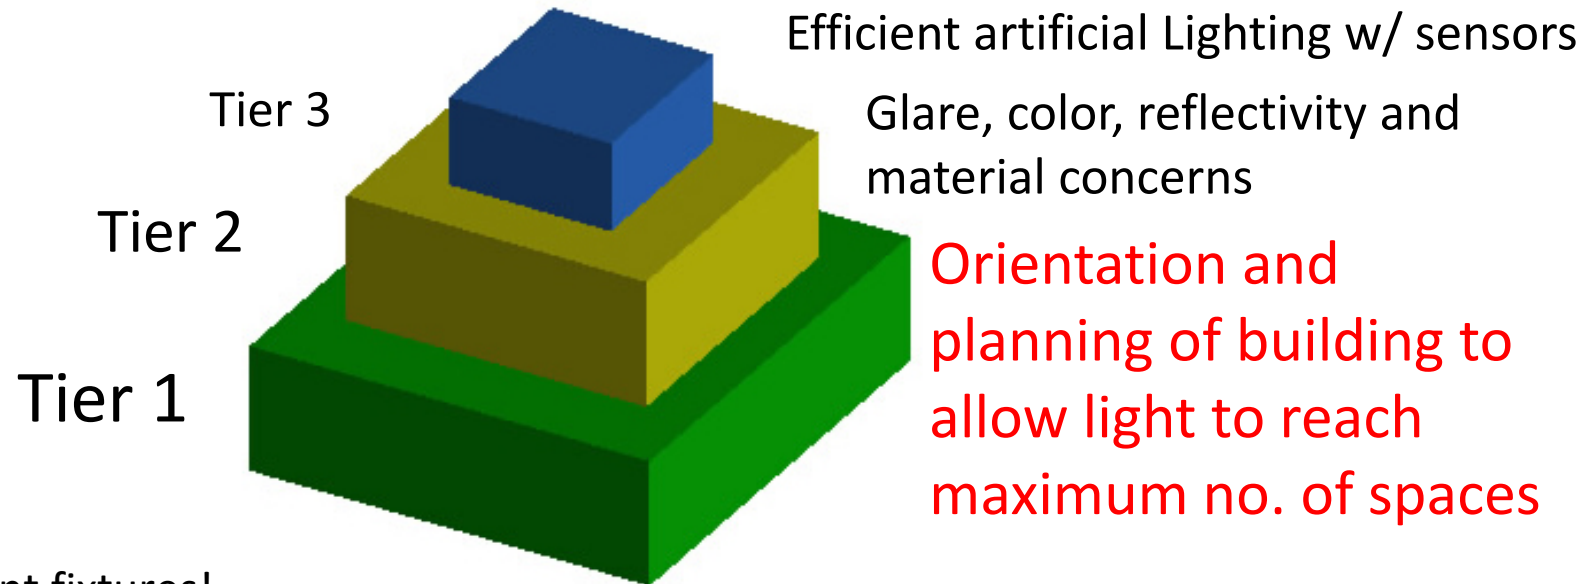 Efficient artificial Lighting w/ sensors
Tier 3
Glare, color, reflectivity and
material concerns
Tier 2
Orientation and
planning of building to
allow light to reach
maximum no. of spaces
Tier 1
fixtures!